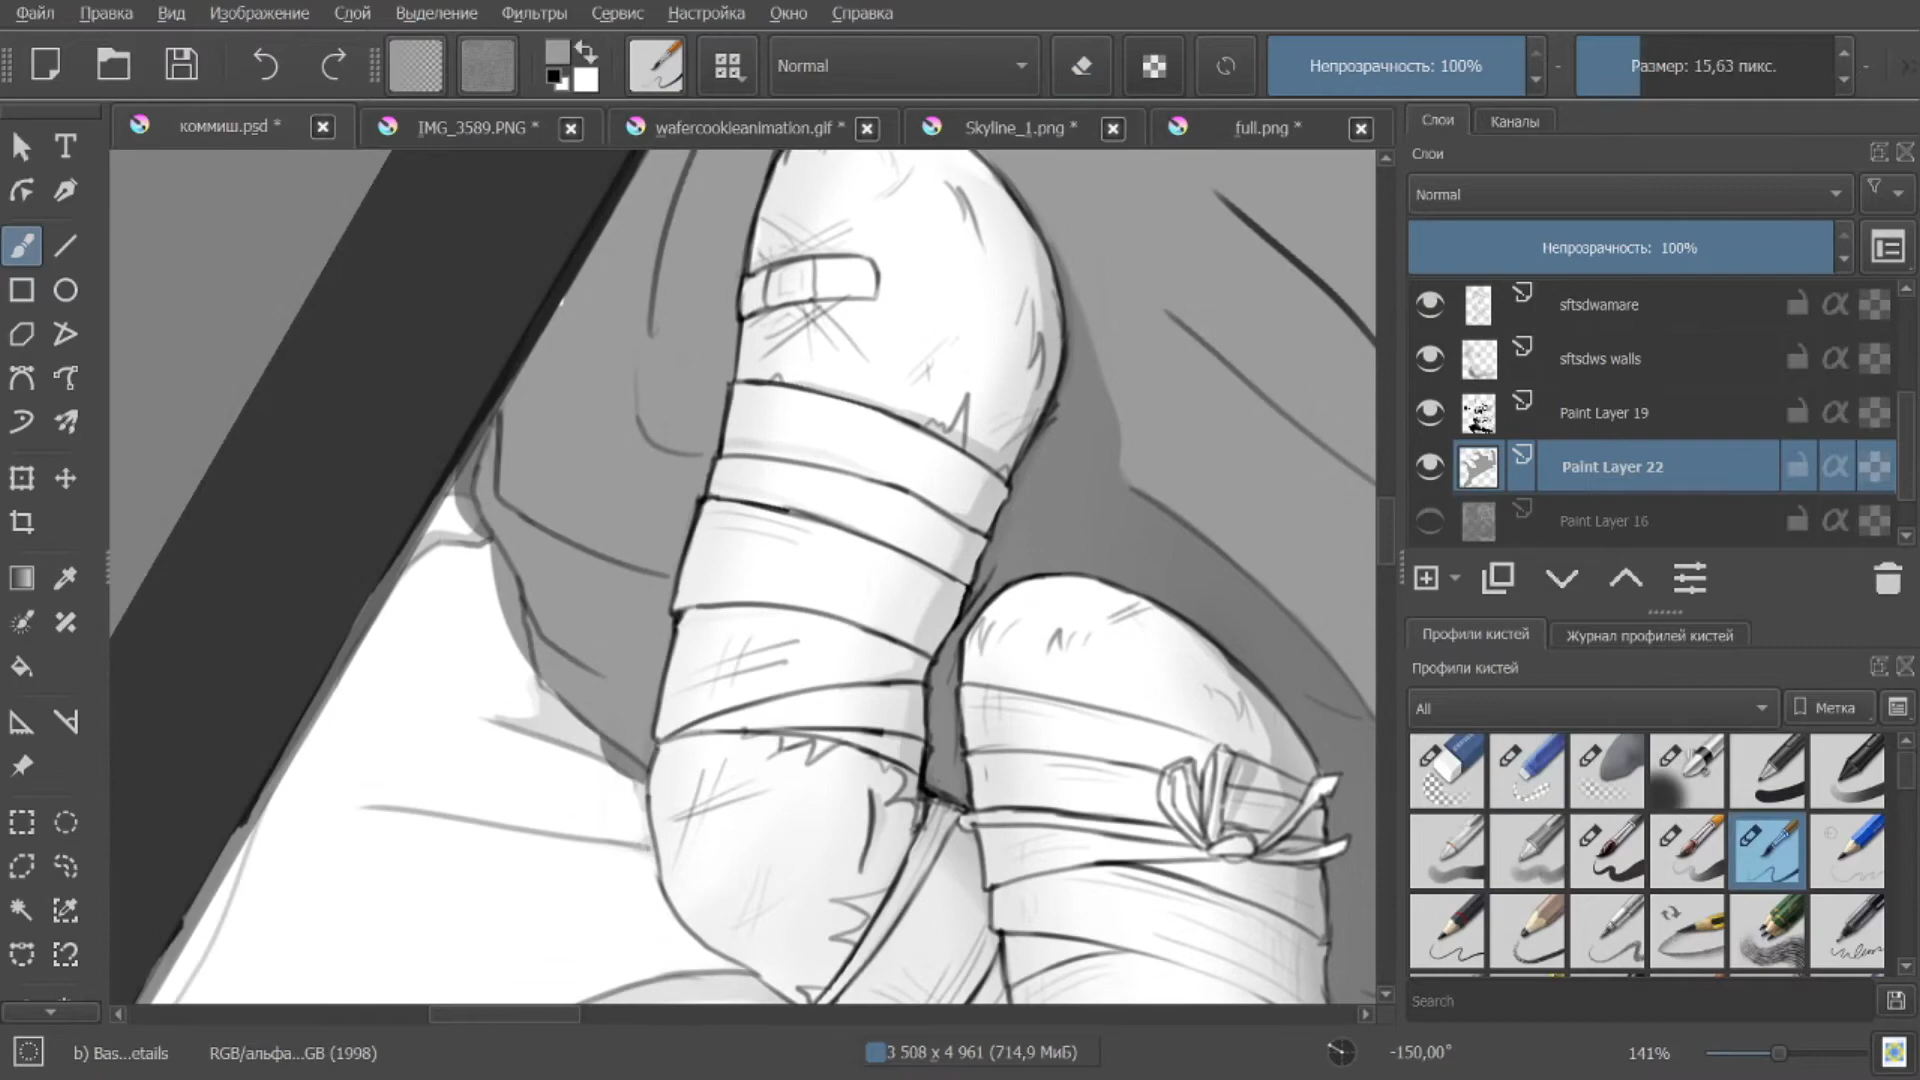 Файл Правка Вид Изображение Слой Выделение Фильтры Сервис Настройка Окно Справка
Normal Непрозрачность: 100% Размер: 15,63 пикс.
коммиш.psd * IMG_3589.PNG * wafercookieanimation.gif * Skyline_1.png * full.png *
Слои Каналы
Слои
Normal
Непрозрачность: 100%
sftsdwamare
sftsdws walls
Paint Layer 19
Paint Layer 22
Paint Layer 16
Профили кистей Журнал профилей кистей
Профили кистей
All Метка
Search
b) Bas...etails RGB/альфа...GB (1998) 3 508 x 4 961 (714,9 МиБ) -150,00° 141%